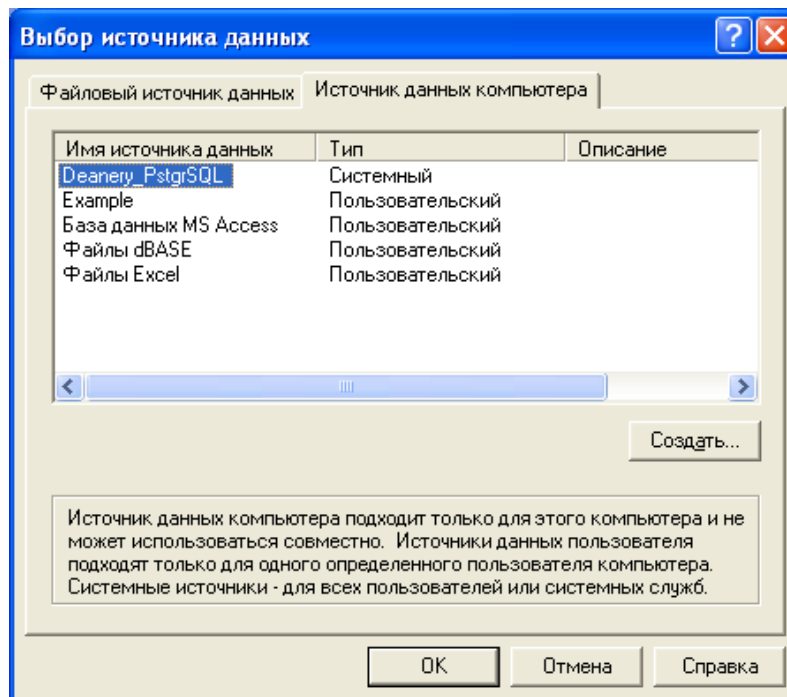 Выбор источника данных
Файловый источник данных Источник данных компьютера
Имя источника данных Тип Описание
Deanery_PstgrSQL Системный
Example Пользовательский
База данных MS Access Пользовательский
Файлы dBASE Пользовательский
Файлы Excel Пользовательский
Создать...
Источник данных компьютера подходит только для этого компьютера и не
может использоваться совместно. Источники данных пользователя
подходят только для одного определенного пользователя компьютера.
Системные источники - для всех пользователей или системных служб.
OK Отмена Справка